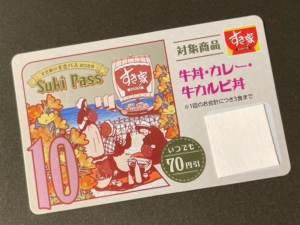 Suki Pass
すき家
10
いつでも
70円引
対象商品
すき家
牛丼・カレー・
牛カルビ丼
※1回のお会計につき3食まで